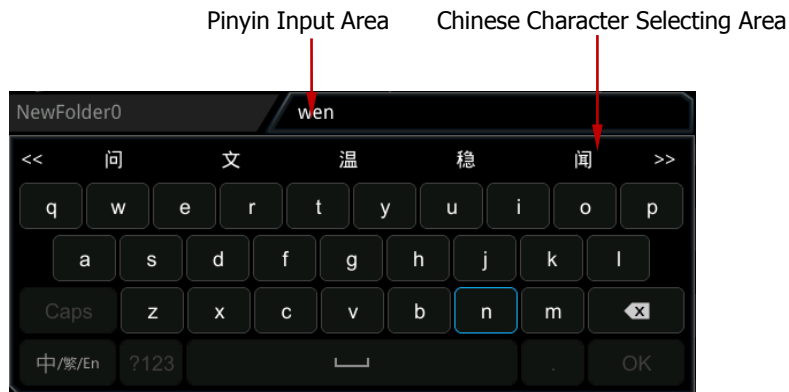 Pinyin Input Area Chinese Character Selecting Area
NewFolder0 wen
<< 问 文 温 稳 闻 >>
q w e r t y u i o p
a s d f g h j k l
Caps z x c v b n m x
中/繁/En ?123 . OK